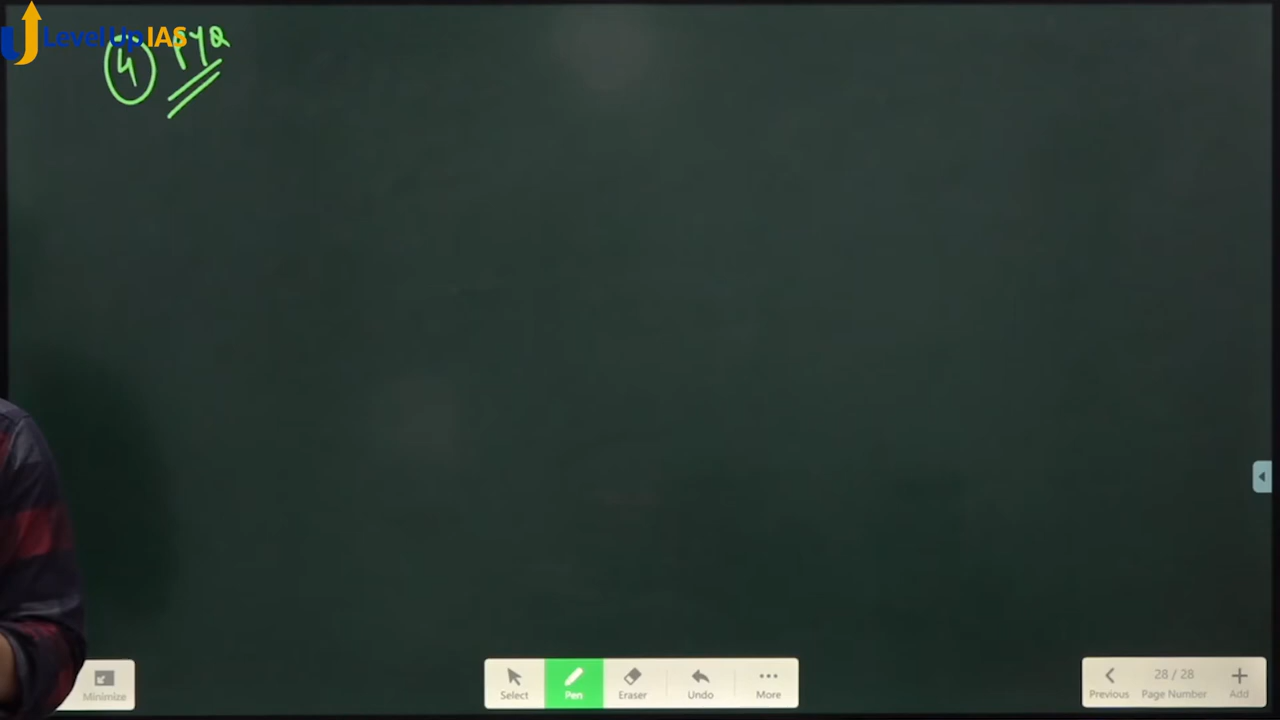 LevelUp IAS
④ PYQ
Minimize
Select
Pen
Eraser
Undo
More
Previous
28 / 28
Page Number
Add